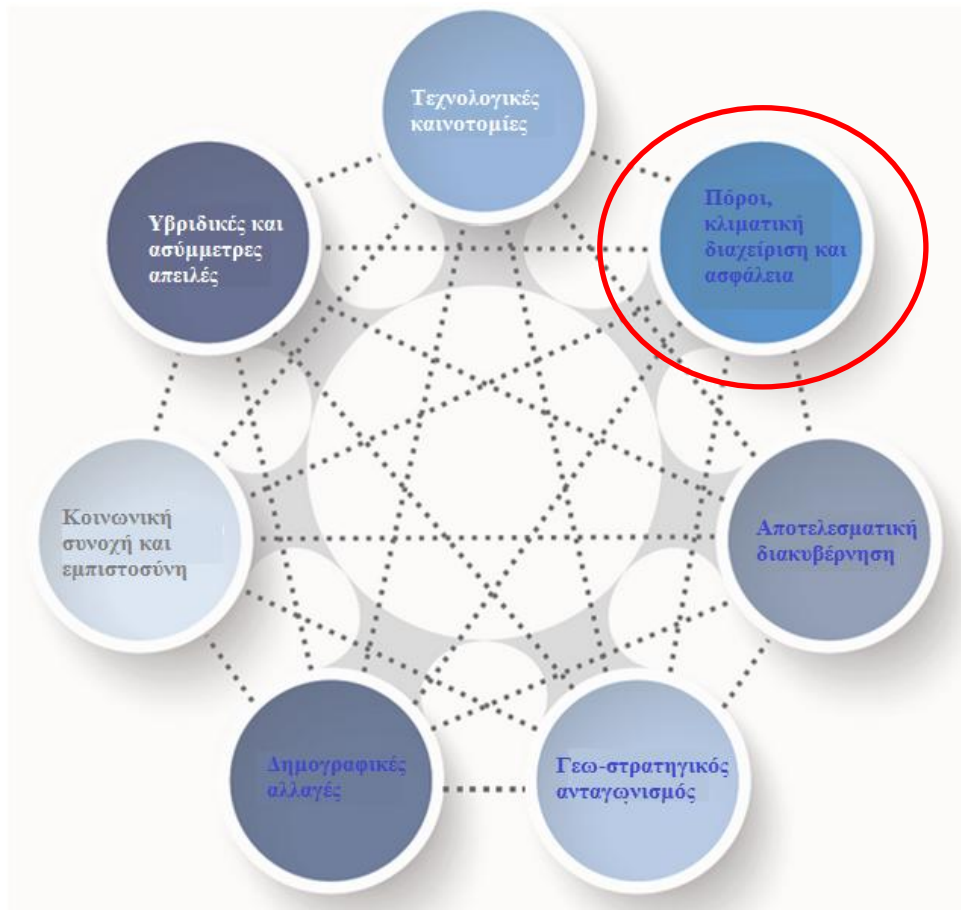 Τεχνολογικές
καινοτομίες
Πόροι,
κλιματική
διαχείριση και
ασφάλεια
Υβριδικές και
ασύμμετρες
απειλές
Κοινωνική
συνοχή και
εμπιστοσύνη
Αποτελεσματική
διακυβέρνηση
Δημογραφικές
αλλαγές
Γεω-στρατηγικός
ανταγωνισμός